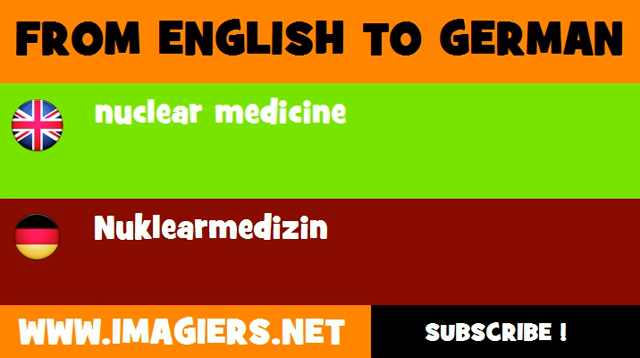 FROM ENGLISH TO GERMAN
nuclear medicine
Nuklearmedizin
WWW.IMAGIERS.NET
SUBSCRIBE !